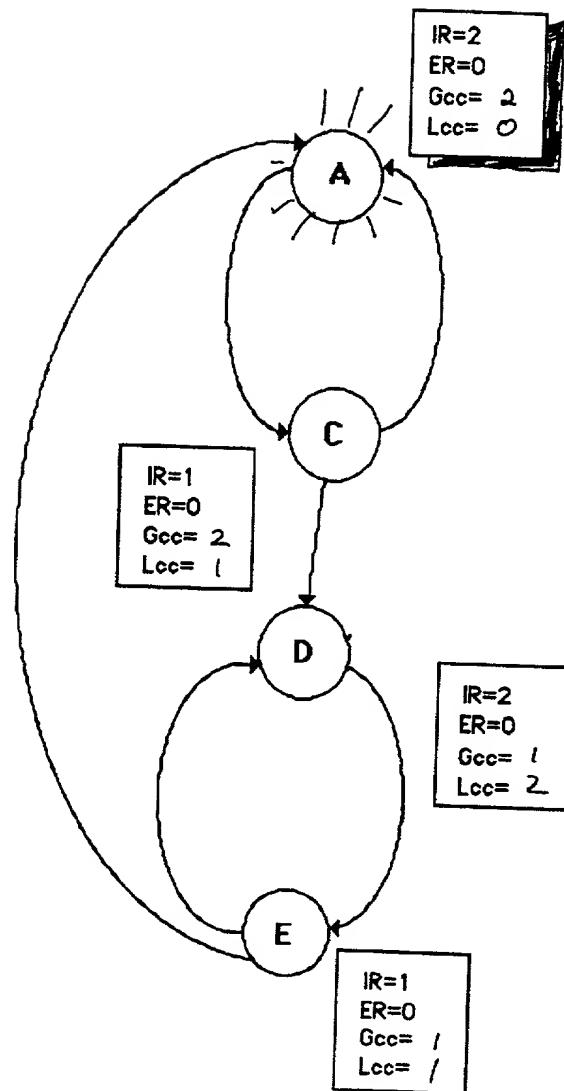 IR=2
ER=0
Gcc= 2
Lcc= 0
A
C
IR=1
ER=0
Gcc= 2
Lcc= 1
D
IR=2
ER=0
Gcc= 1
Lcc= 2
E
IR=1
ER=0
Gcc= 1
Lcc= 1